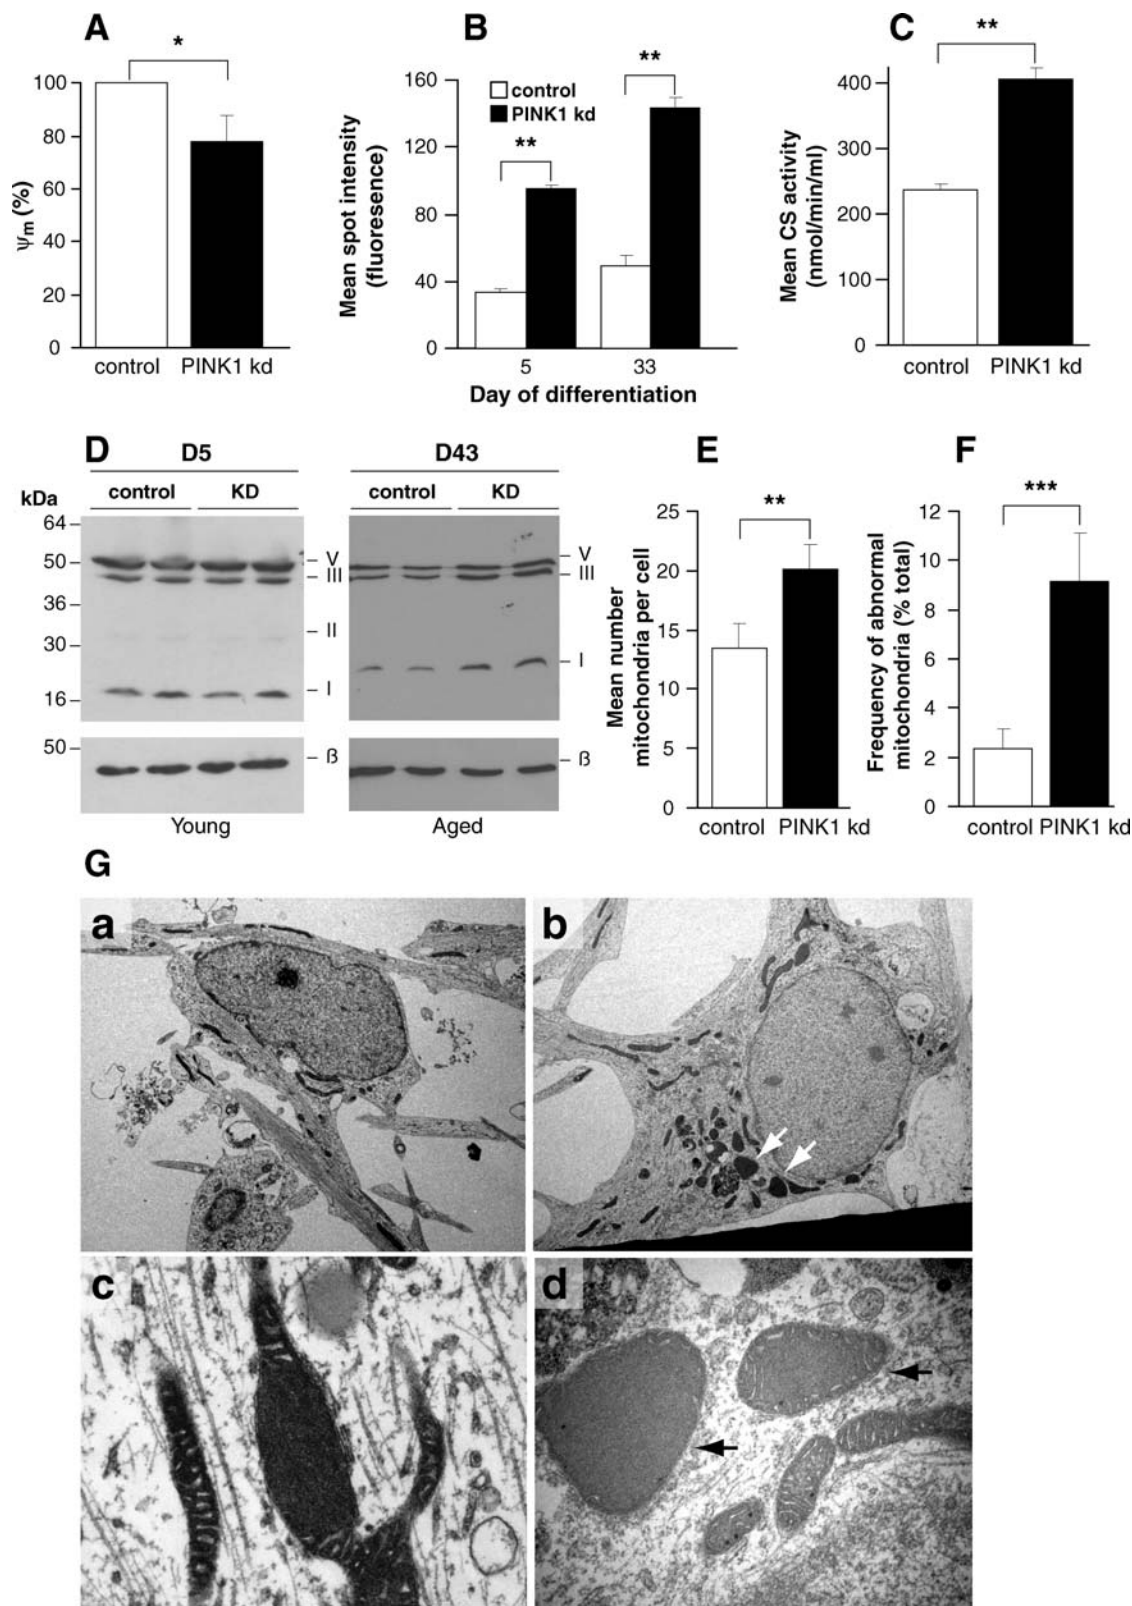 A
*
100
80
60
40
20
0
Ψm (%)
control PINK1 kd
B
**
**
control
PINK1 kd
160
120
80
40
0
Mean spot intensity
(fluoresence)
5 33
Day of differentiation
C
**
400
300
200
100
0
Mean CS activity
(nmol/min/ml)
control PINK1 kd
D
D5
D43
control KD
control KD
kDa
64
50
36
30
16
50
V
III
II
I
ß
V
III
I
ß
Young
Aged
E
**
25
20
15
10
5
0
Mean number
mitochondria per cell
control PINK1 kd
F
***
12
10
8
6
4
2
0
Frequency of abnormal
mitochondria (% total)
control PINK1 kd
G
a
b
c
d